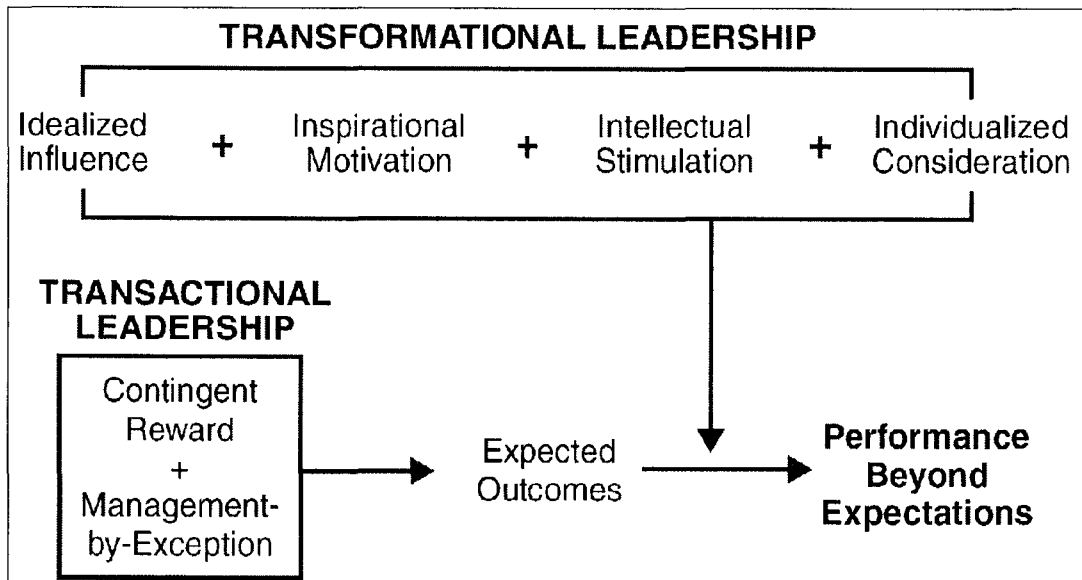 TRANSFORMATIONAL LEADERSHIP
Idealized
Influence
+
Inspirational
Motivation
+
Intellectual
Stimulation
+
Individualized
Consideration
TRANSACTIONAL
LEADERSHIP
Contingent
Reward
+
Management-
by-Exception
Expected
Outcomes
Performance
Beyond
Expectations